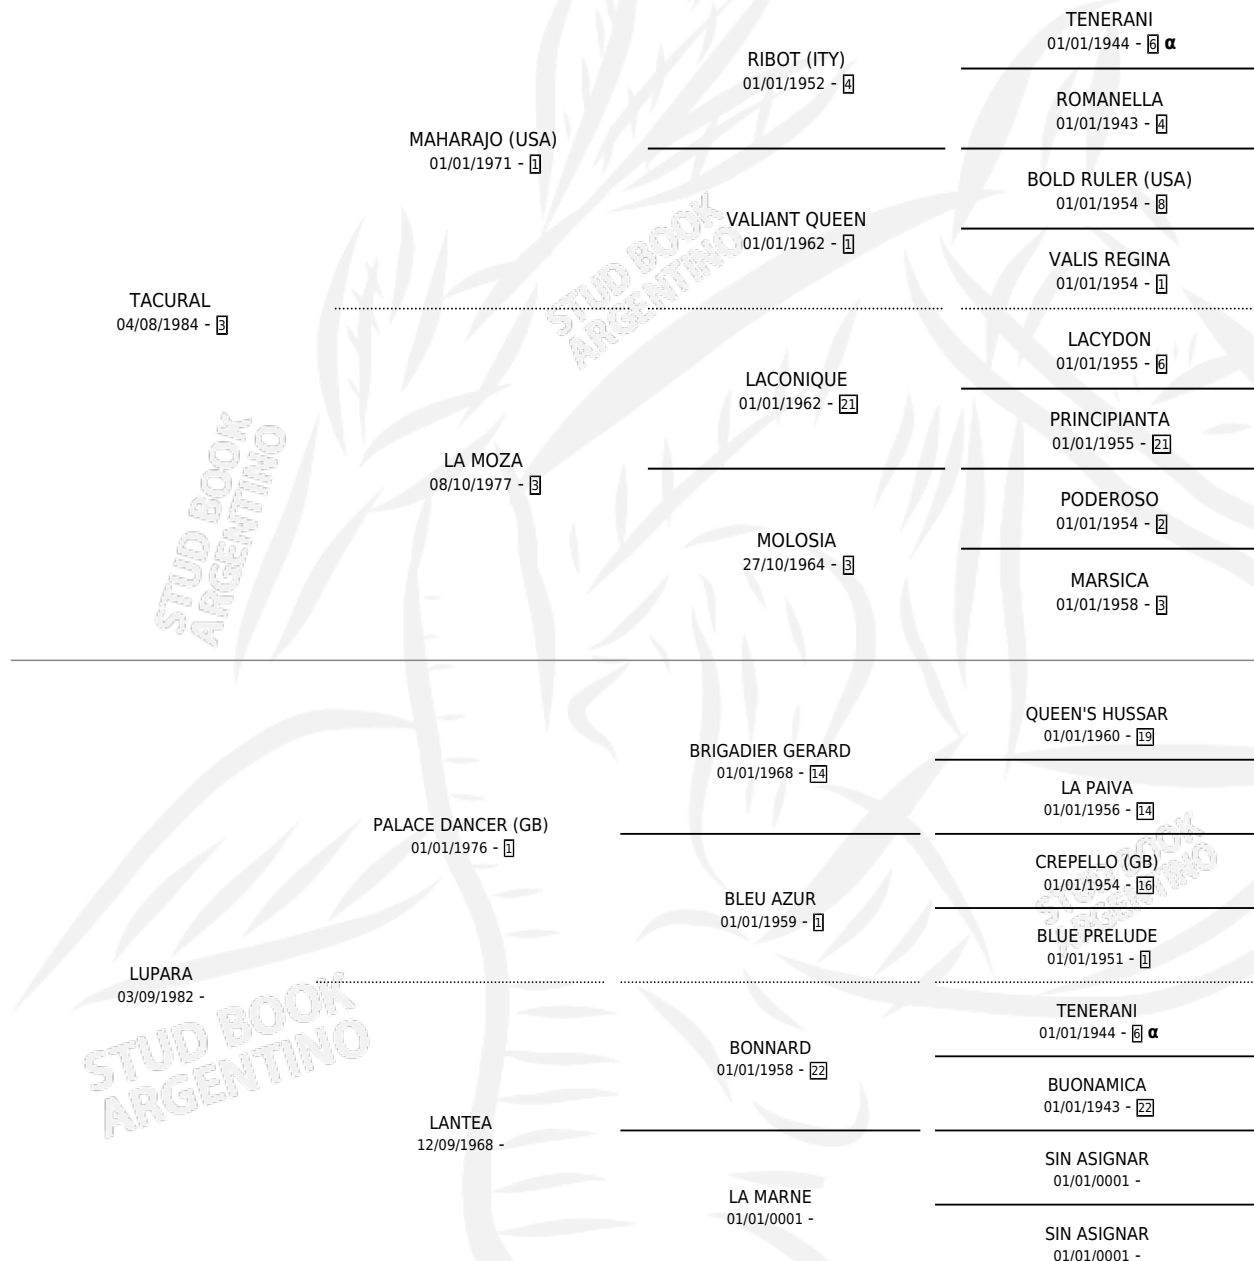 TENERANI
01/01/1944 - 6 α
RIBOT (ITY)
01/01/1952 - 4
ROMANELLA
01/01/1943 - 4
MAHARAJO (USA)
01/01/1971 - 1
BOLD RULER (USA)
01/01/1954 - 8
VALIANT QUEEN
01/01/1962 - 1
VALIS REGINA
01/01/1954 - 1
STUD BOOK
ARGENTINO
TACURAL
04/08/1984 - 3
LACYDON
01/01/1955 - 6
LACONIQUE
01/01/1962 - 21
PRINCIPIANTA
01/01/1955 - 21
LA MOZA
08/10/1977 - 3
PODEROSO
01/01/1954 - 2
MOLOSIA
27/10/1964 - 3
MARSICA
01/01/1958 - 3
STUD BOOK
ARGENTINO
QUEEN'S HUSSAR
01/01/1960 - 19
BRIGADIER GERARD
01/01/1968 - 14
LA PAIVA
01/01/1956 - 14
PALACE DANCER (GB)
01/01/1976 - 1
CREPELLO (GB)
01/01/1954 - 16
BLEU AZUR
01/01/1959 - 1
BLUE PRELUDE
01/01/1951 - 1
STUD BOOK
ARGENTINO
LUPARA
03/09/1982 -
TENERANI
01/01/1944 - 6 α
BONNARD
01/01/1958 - 22
BUONAMICA
01/01/1943 - 22
STUD BOOK
ARGENTINO
LANTEA
12/09/1968 -
SIN ASIGNAR
01/01/0001 -
LA MARNE
01/01/0001 -
SIN ASIGNAR
01/01/0001 -